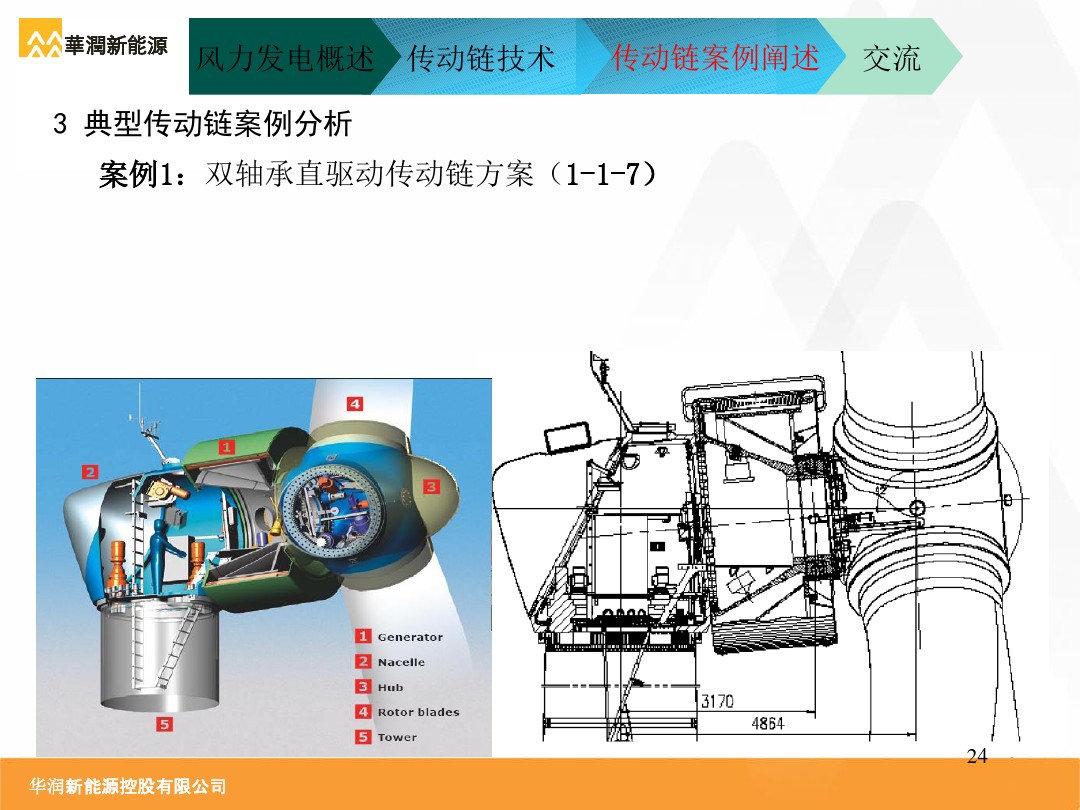 華潤新能源
风力发电概述 传动链技术 传动链案例阐述 交流
3 典型传动链案例分析
案例1：双轴承直驱动传动链方案（1-1-7）
4
1
2
3
1 Generator
2 Nacelle
3 Hub
4 Rotor blades
5 Tower
5
3170
4864
24
华润新能源控股有限公司